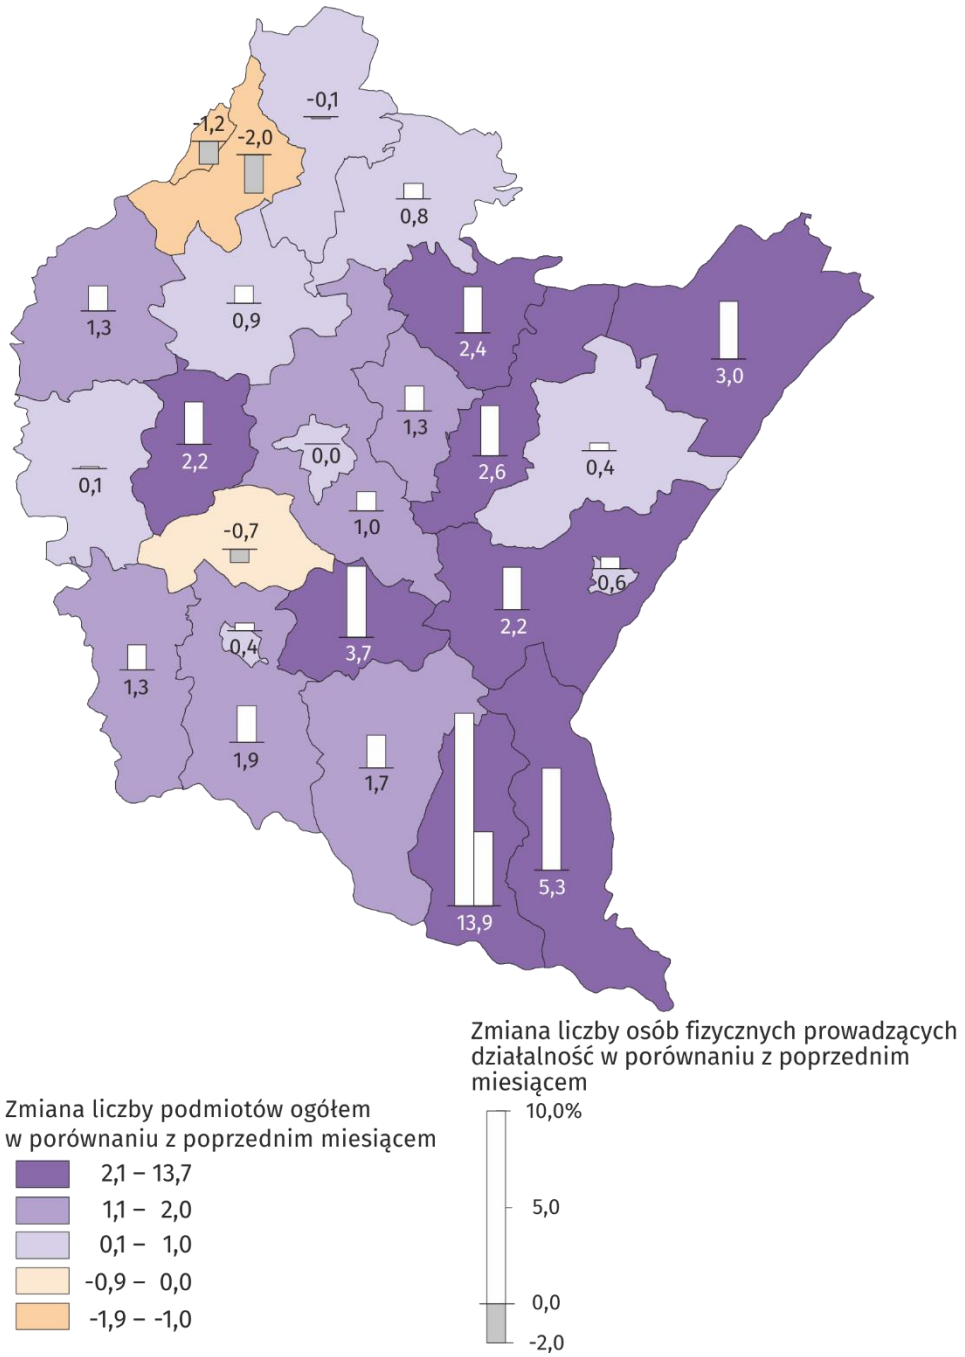 -0,1
-1,2
-2,0
0,8
1,3
0,9
2,4
3,0
2,2
1,3
0,1
0,0
2,6
0,4
1,0
-0,7
0,6
2,2
0,4
3,7
1,3
1,9
1,7
5,3
13,9
Zmiana liczby osób fizycznych prowadzących
działalność w porównaniu z poprzednim
miesiącem
10,0%
5,0
0,0
-2,0
Zmiana liczby podmiotów ogółem
w porównaniu z poprzednim miesiącem
2,1 – 13,7
1,1 – 2,0
0,1 – 1,0
-0,9 – 0,0
-1,9 – -1,0